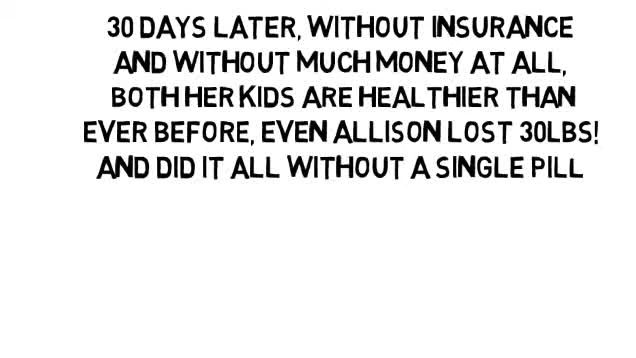 30 DAYS LATER, WITHOUT INSURANCE
AND WITHOUT MUCH MONEY AT ALL,
BOTH HER KIDS ARE HEALTHIER THAN
EVER BEFORE, EVEN ALLISON LOST 30LBS!
AND DID IT ALL WITHOUT A SINGLE PILL